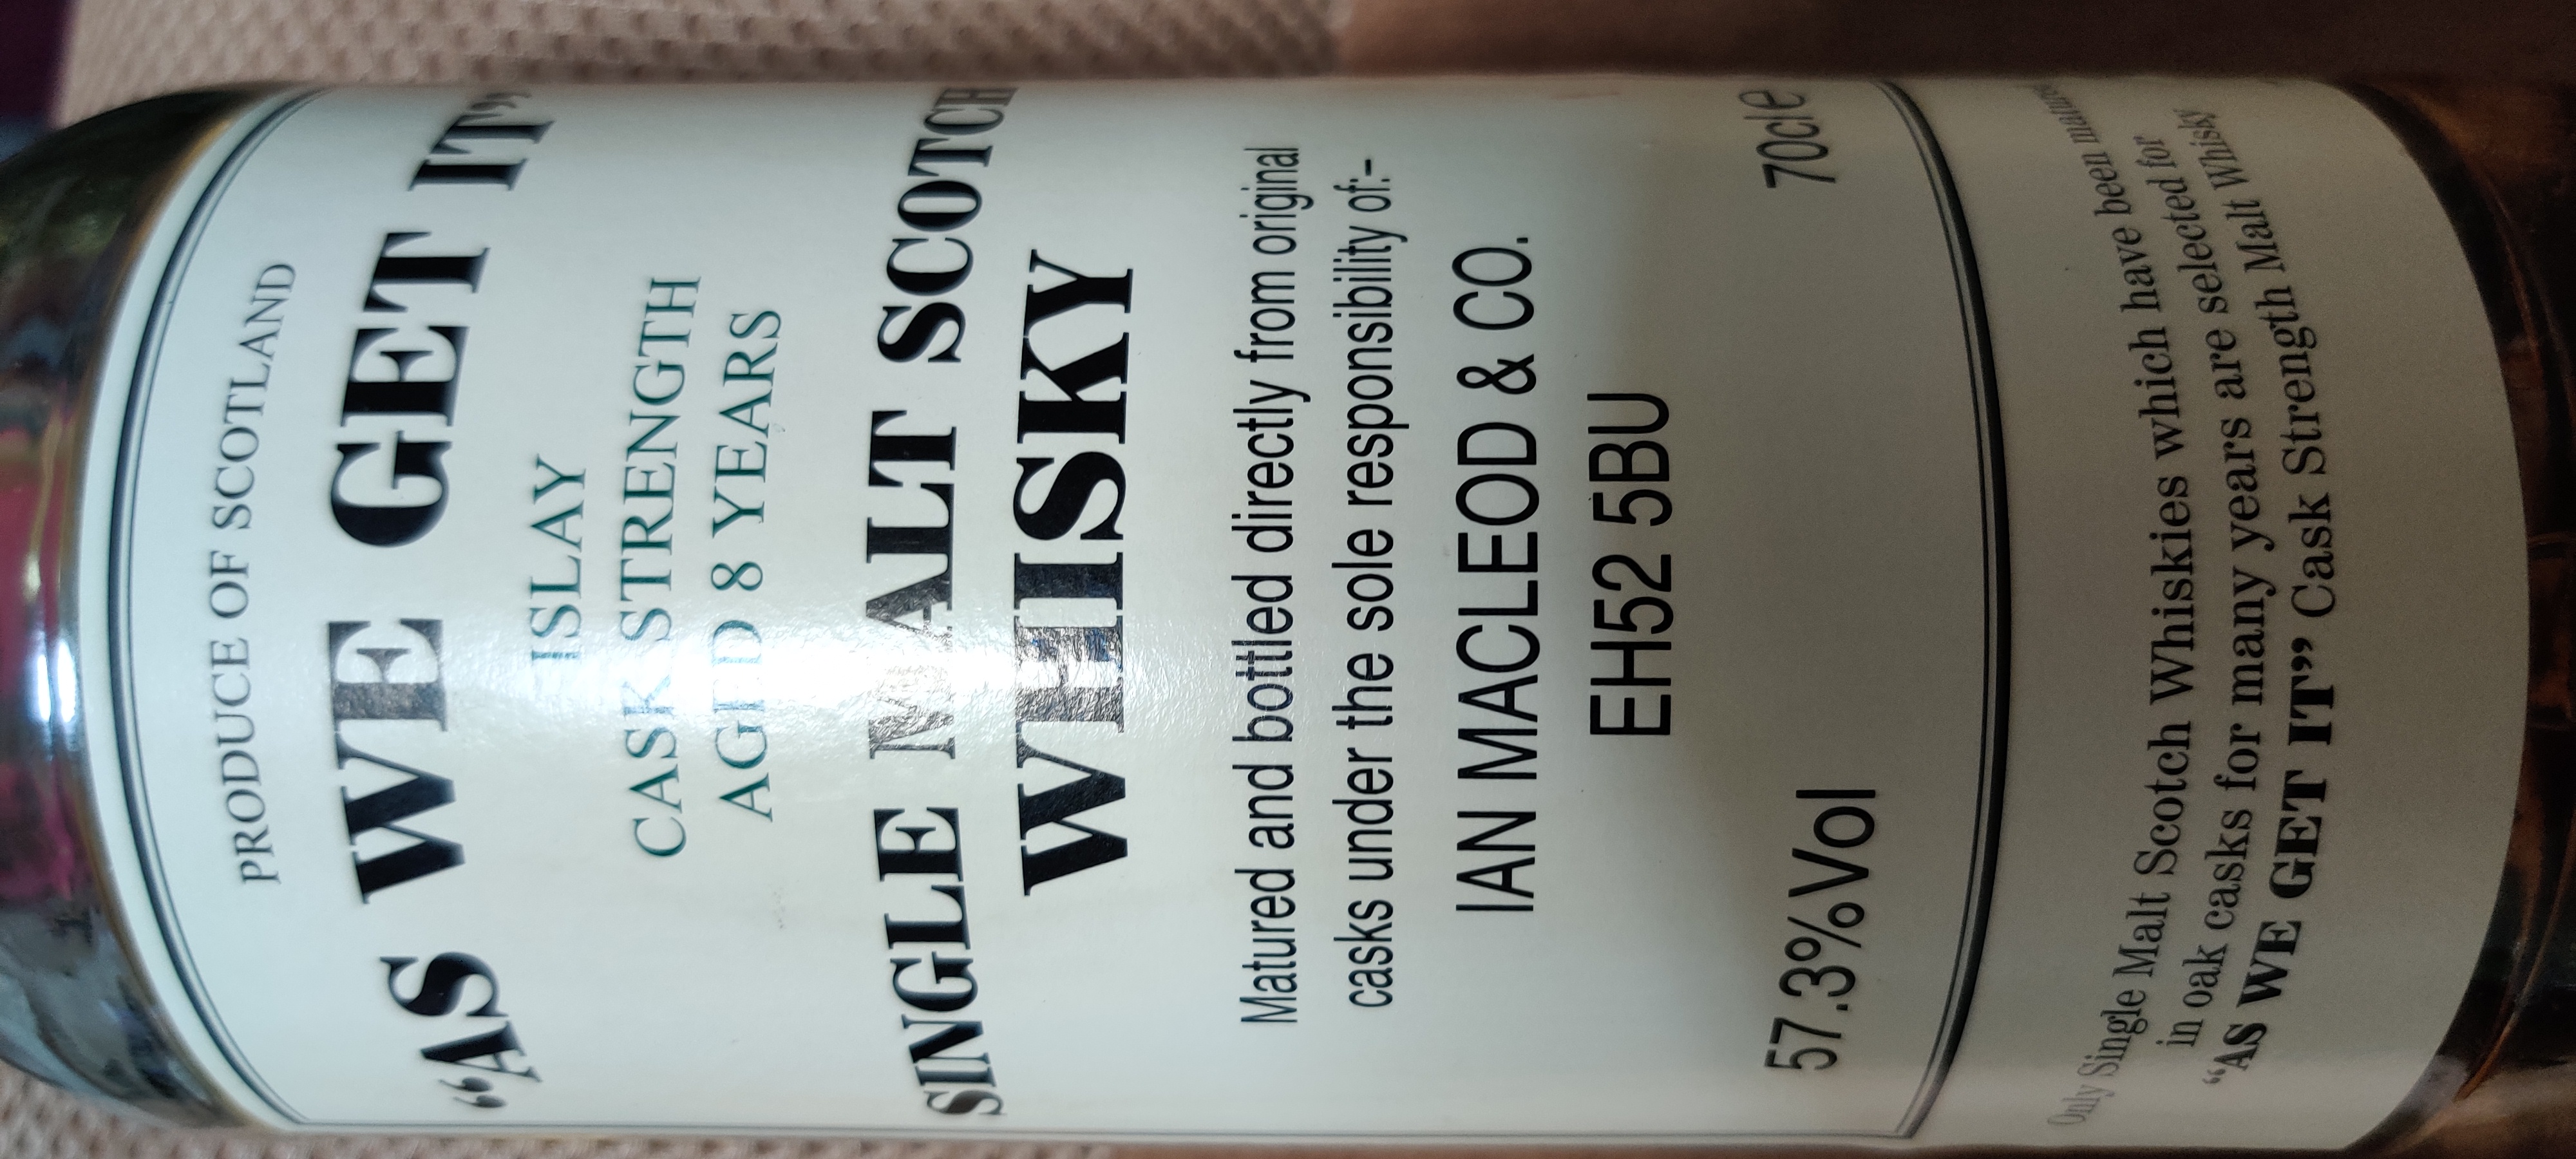 PRODUCE OF SCOTLAND
“AS WE GET IT”
ISLAY
CASK STRENGTH
AGED 8 YEARS
SINGLE MALT SCOTCH
WHISKY
Matured and bottled directly from original
casks under the sole responsibility of:-
IAN MACLEOD & CO.
EH52 5BU
57.3%Vol 70cl e
Only Single Malt Scotch Whiskies which have been matured
in oak casks for many years are selected for
“AS WE GET IT” Cask Strength Malt Whisky